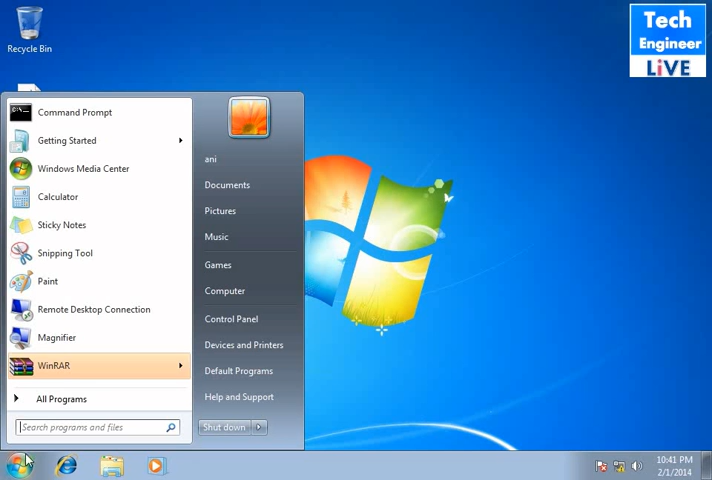 Recycle Bin
Tech
Engineer
LiVE
Command Prompt
Getting Started
Windows Media Center
Calculator
Sticky Notes
Snipping Tool
Paint
Remote Desktop Connection
Magnifier
WinRAR
All Programs
Search programs and files
ani
Documents
Pictures
Music
Games
Computer
Control Panel
Devices and Printers
Default Programs
Help and Support
Shut down
10:41 PM
2/1/2014